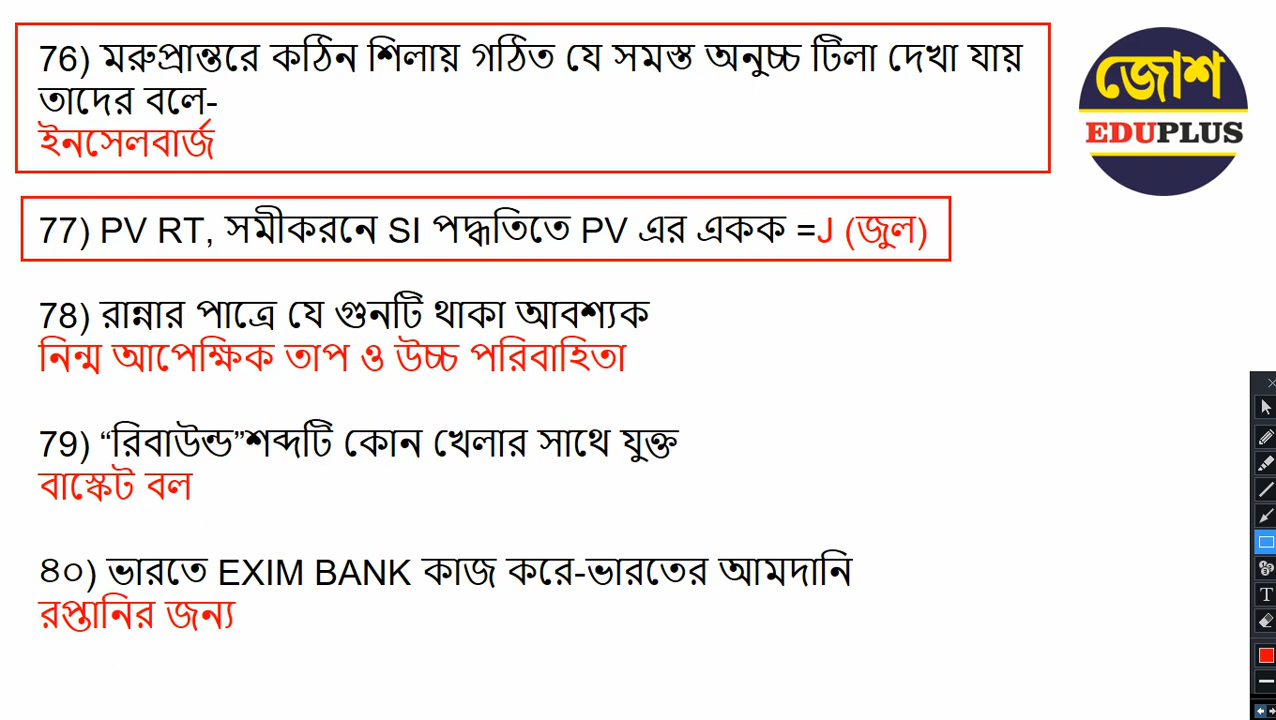 76) মরুপ্রান্তরে কঠিন শিলায় গঠিত যে সমস্ত অনুচ্চ টিলা দেখা যায়
তাদের বলে-
ইনসেলবার্জ
জোশ
EDUPLUS
77) PV RT, সমীকরনে SI পদ্ধতিতে PV এর একক =J (জুল)
78) রান্নার পাত্রে যে গুনটি থাকা আবশ্যক
নিন্ম আপেক্ষিক তাপ ও উচ্চ পরিবাহিতা
79) “রিবাউন্ড”শব্দটি কোন খেলার সাথে যুক্ত
বাস্কেট বল
৪০) ভারতে EXIM BANK কাজ করে-ভারতের আমদানি
রপ্তানির জন্য